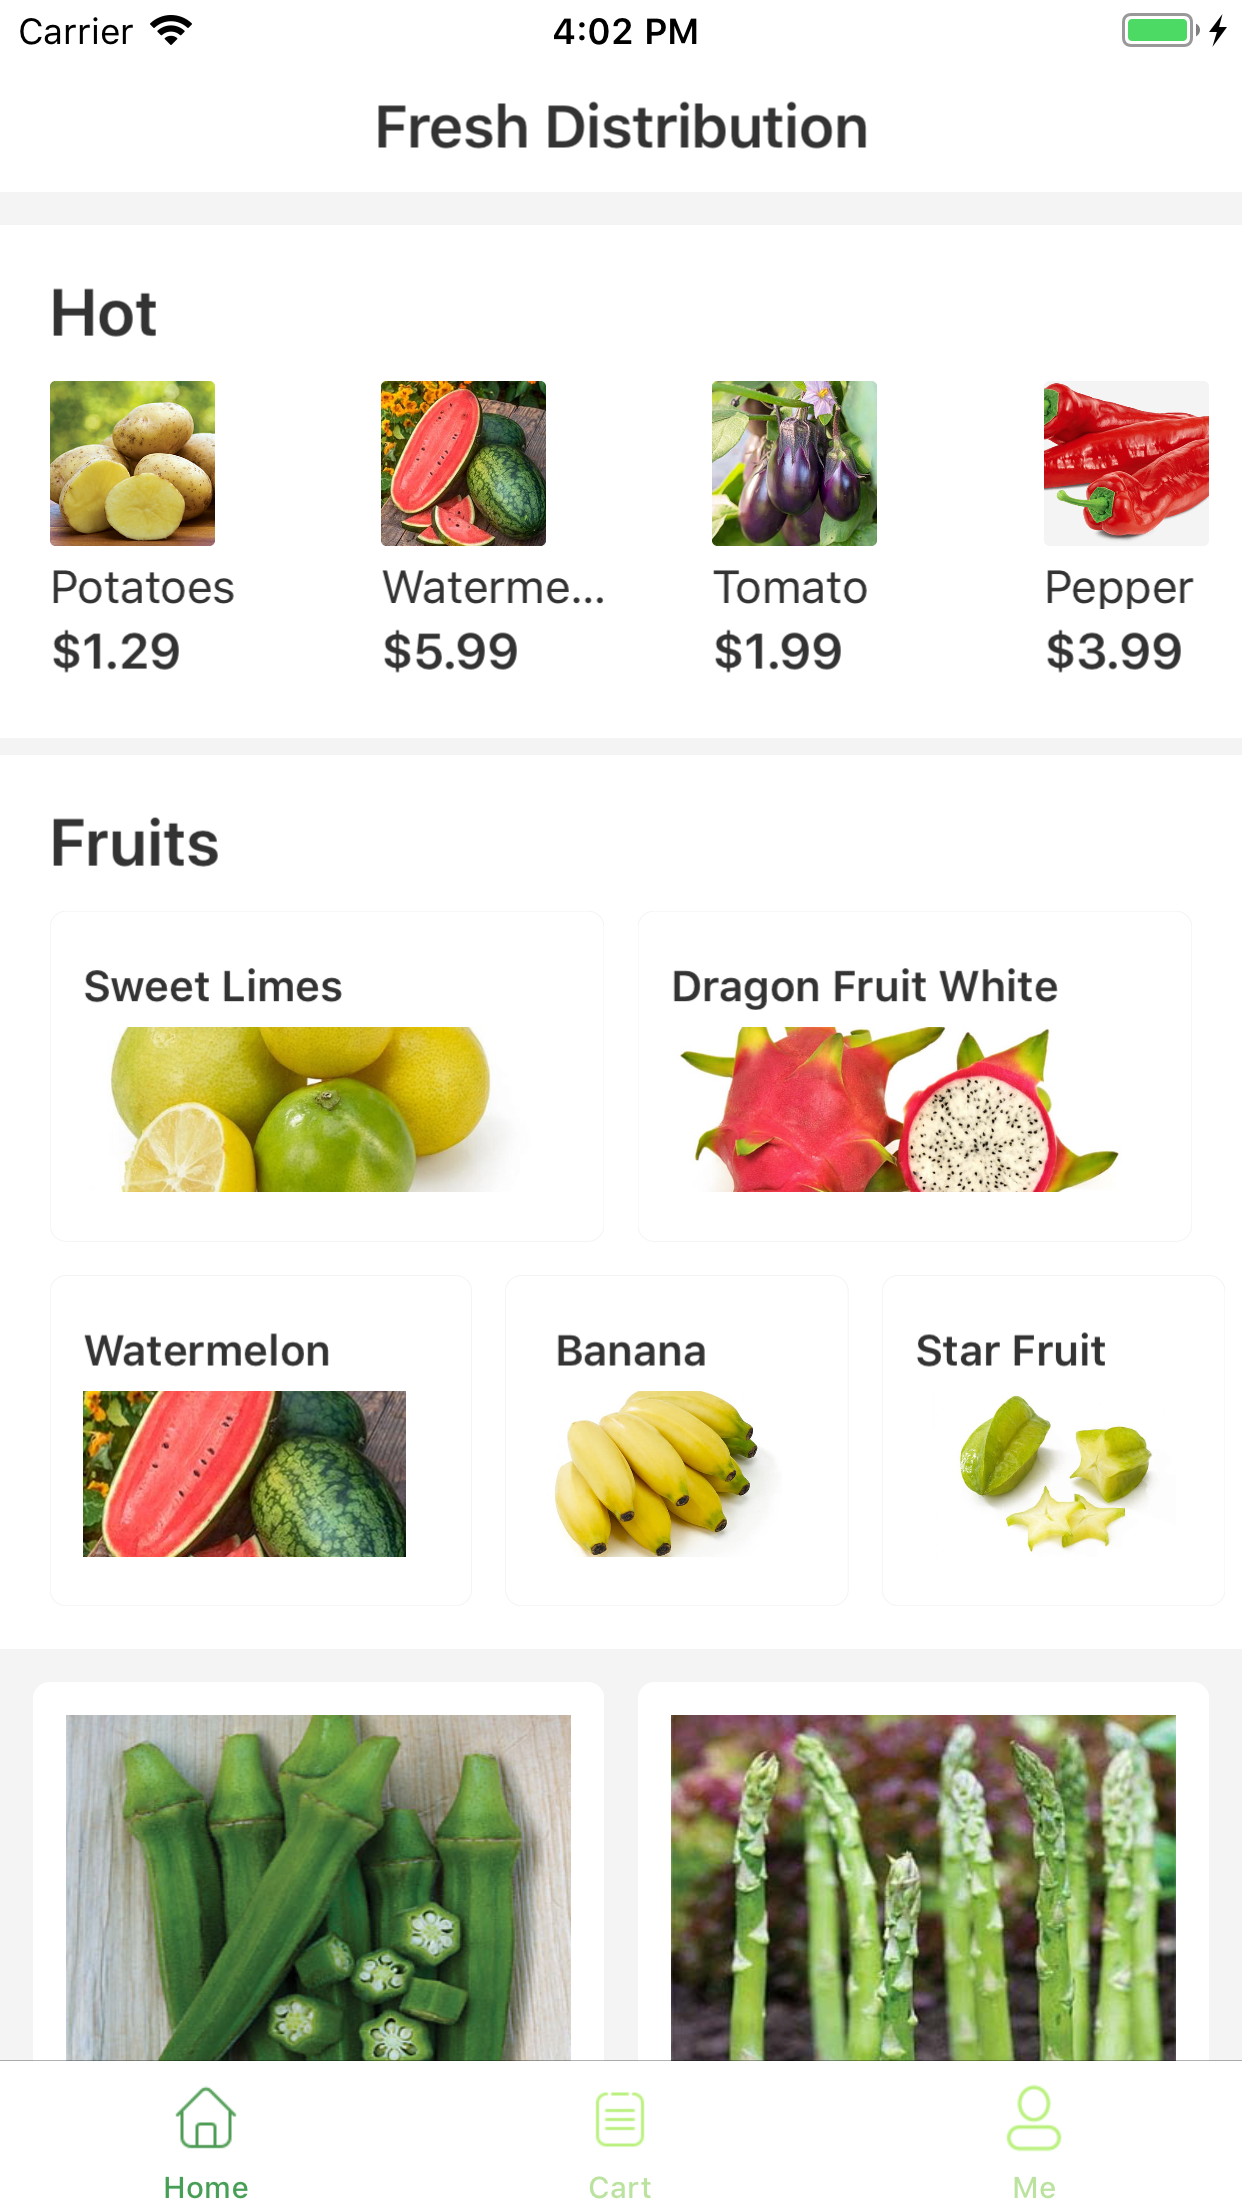 Carrier 4:02 PM
Fresh Distribution
Hot
Potatoes Waterme... Tomato Pepper
$1.29 $5.99 $1.99 $3.99
Fruits
Sweet Limes Dragon Fruit White
Watermelon Banana Star Fruit
Home Cart Me